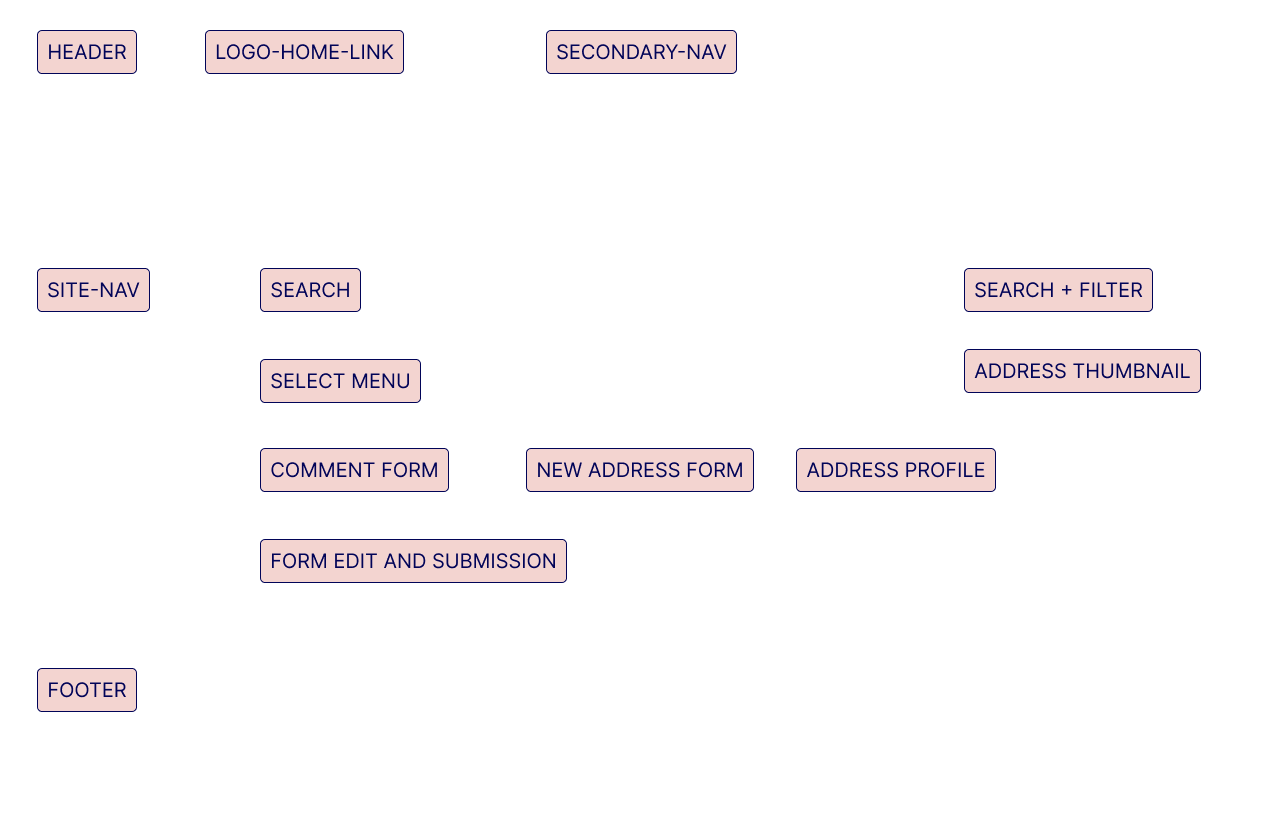 HEADER
LOGO-HOME-LINK
SECONDARY-NAV
SITE-NAV
SEARCH
SEARCH + FILTER
ADDRESS THUMBNAIL
SELECT MENU
COMMENT FORM
NEW ADDRESS FORM
ADDRESS PROFILE
FORM EDIT AND SUBMISSION
FOOTER